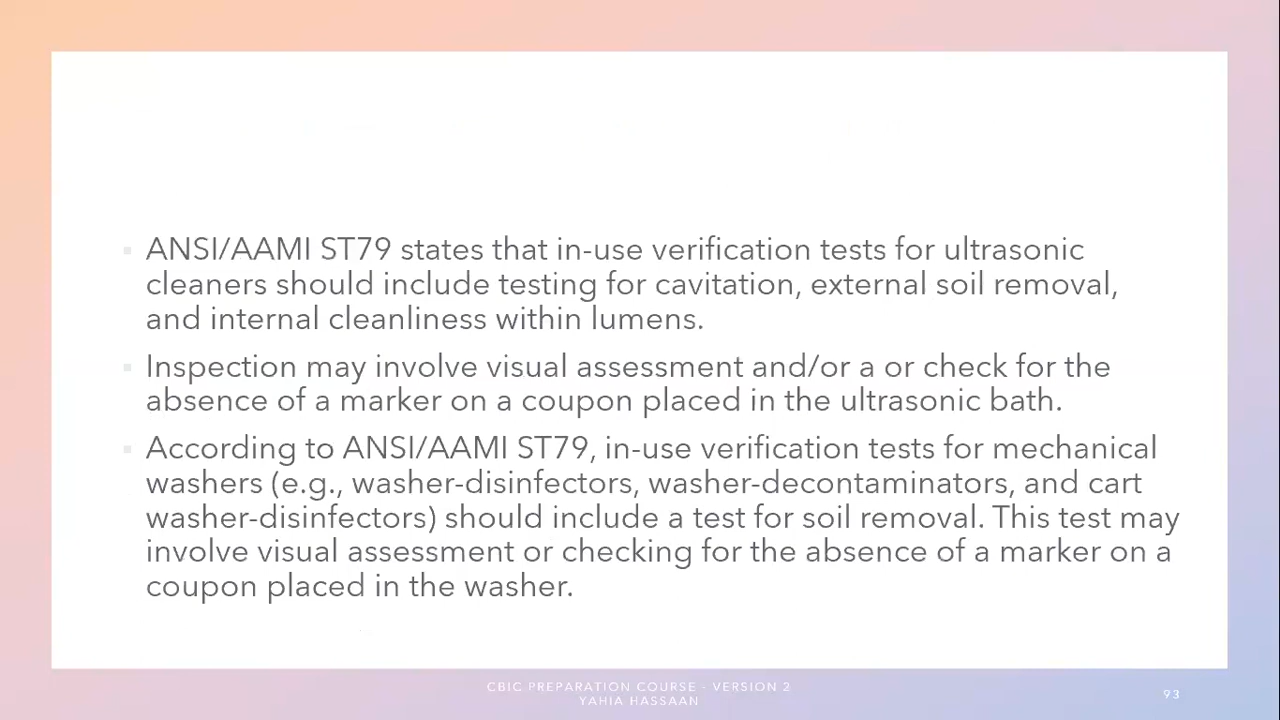 ANSI/AAMI ST79 states that in-use verification tests for ultrasonic
cleaners should include testing for cavitation, external soil removal,
and internal cleanliness within lumens.
Inspection may involve visual assessment and/or a or check for the
absence of a marker on a coupon placed in the ultrasonic bath.
According to ANSI/AAMI ST79, in-use verification tests for mechanical
washers (e.g., washer-disinfectors, washer-decontaminators, and cart
washer-disinfectors) should include a test for soil removal. This test may
involve visual assessment or checking for the absence of a marker on a
coupon placed in the washer.
CBIC PREPARATION COURSE - VERSION 2
YAHIA HASSAAN
93